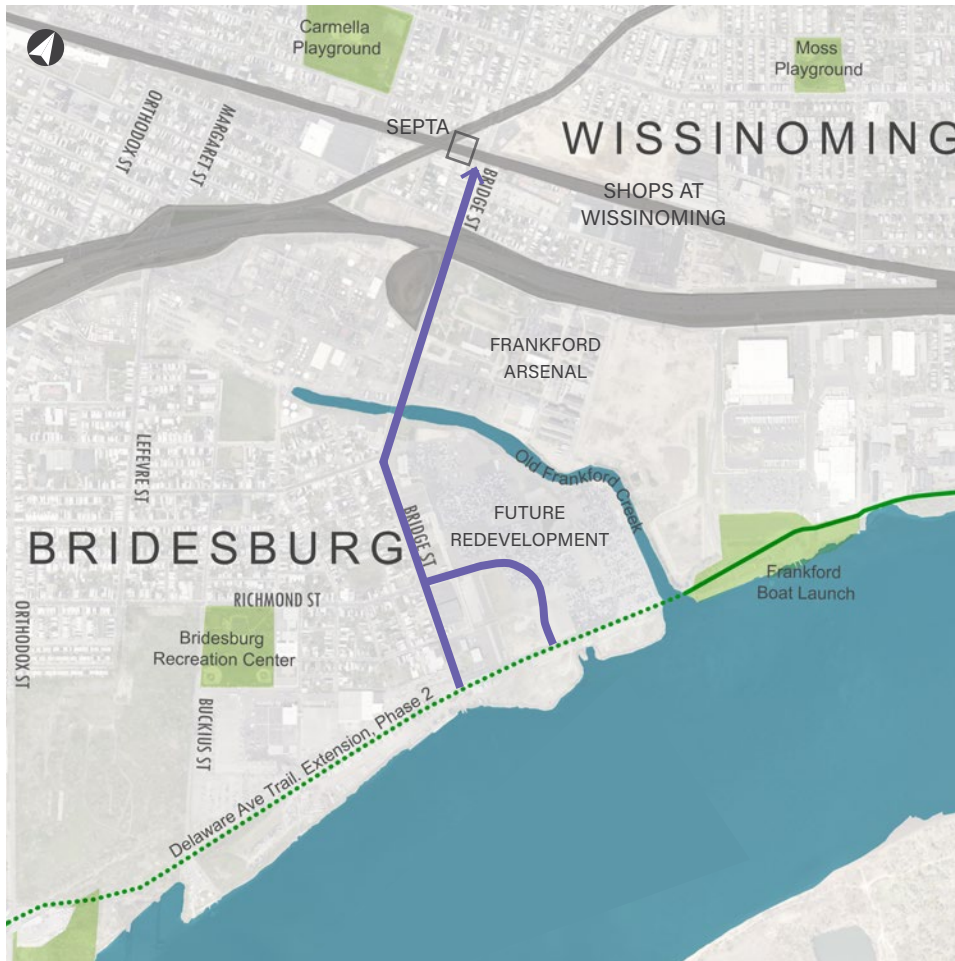 Carmella
Playground
Moss
Playground
ORTHODOX ST
MARGARET ST
SEPTA
WISSINOMING
BRIDGE ST
SHOPS AT
WISSINOMING
FRANKFORD
ARSENAL
LEFEVRE ST
Old Frankford Creek
BRIDGE ST
FUTURE
REDEVELOPMENT
BRIDESBURG
Frankford
Boat Launch
RICHMOND ST
ORTHODOX ST
Bridesburg
Recreation Center
BUCKIUS ST
Delaware Ave Trail. Extension, Phase 2